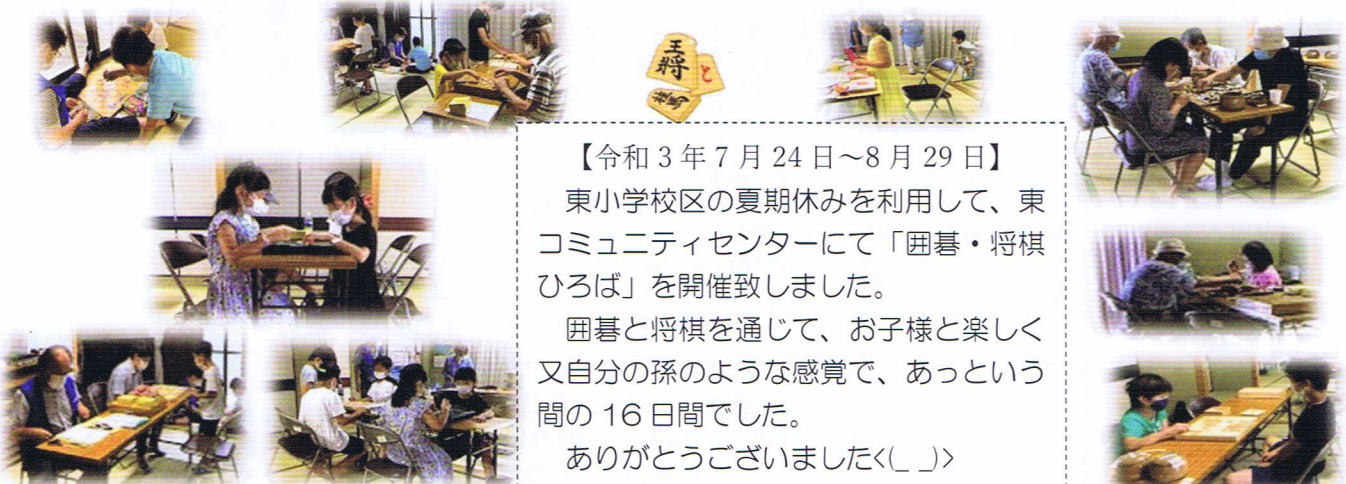 王将
と
桂馬
【令和3年7月24日～8月29日】
東小学校区の夏期休みを利用して、東
コミュニティセンターにて「囲碁・将棋
ひろば」を開催致しました。
囲碁と将棋を通じて、お子様と楽しく
又自分の孫のような感覚で、あっという
間の16日間でした。
ありがとうございました<(_ _)>